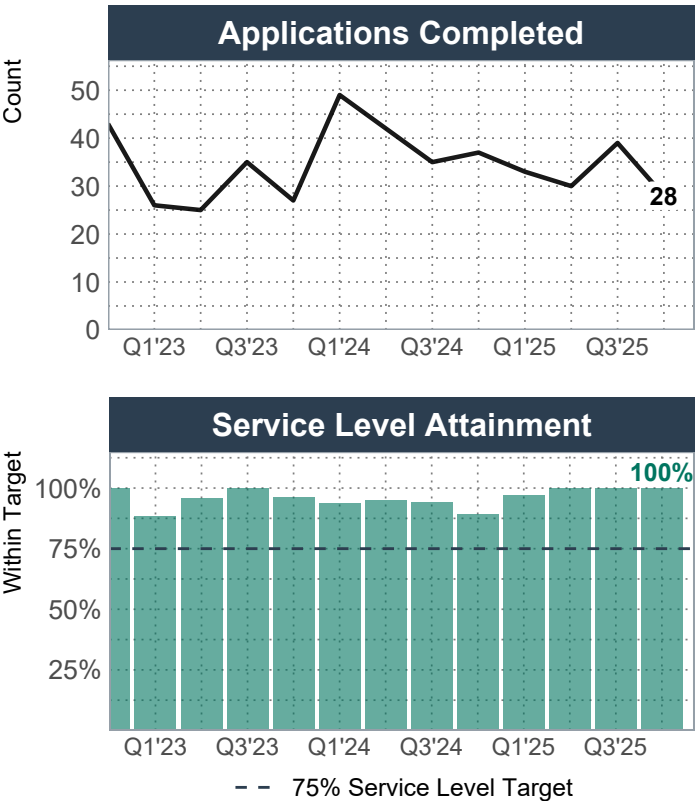 Applications Completed
Count
50
40
30
20
10
0
28
Q1'23 Q3'23 Q1'24 Q3'24 Q1'25 Q3'25
Service Level Attainment
Within Target
100%
100%
75%
50%
25%
Q1'23 Q3'23 Q1'24 Q3'24 Q1'25 Q3'25
75% Service Level Target